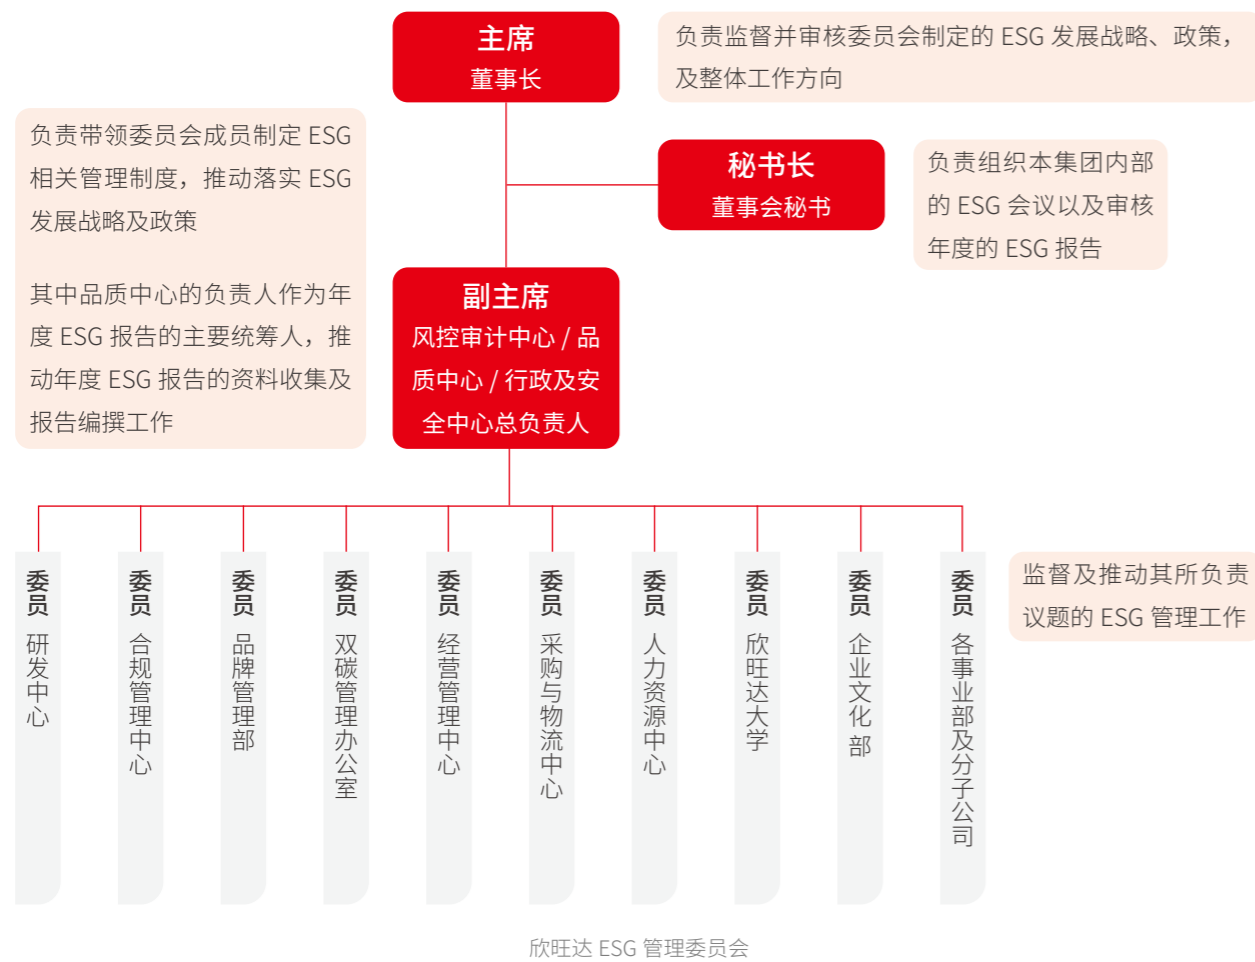 主席
董事长
负责监督并审核委员会制定的 ESG 发展战略、政策，
及整体工作方向
负责带领委员会成员制定 ESG
相关管理制度，推动落实 ESG
发展战略及政策
其中品质中心的负责人作为年
度 ESG 报告的主要统筹人，推
动年度 ESG 报告的资料收集及
报告编撰工作
秘书长
董事会秘书
负责组织本集团内部
的 ESG 会议以及审核
年度的 ESG 报告
副主席
风控审计中心 / 品
质中心 / 行政及安
全中心总负责人
委员 研发中心
委员 合规管理中心
委员 品牌管理部
委员 双碳管理办公室
委员 经营管理中心
委员 采购与物流中心
委员 人力资源中心
委员 欣旺达大学
委员 企业文化部
委员 各事业部及分子公司
监督及推动其所负责
议题的 ESG 管理工作
欣旺达 ESG 管理委员会